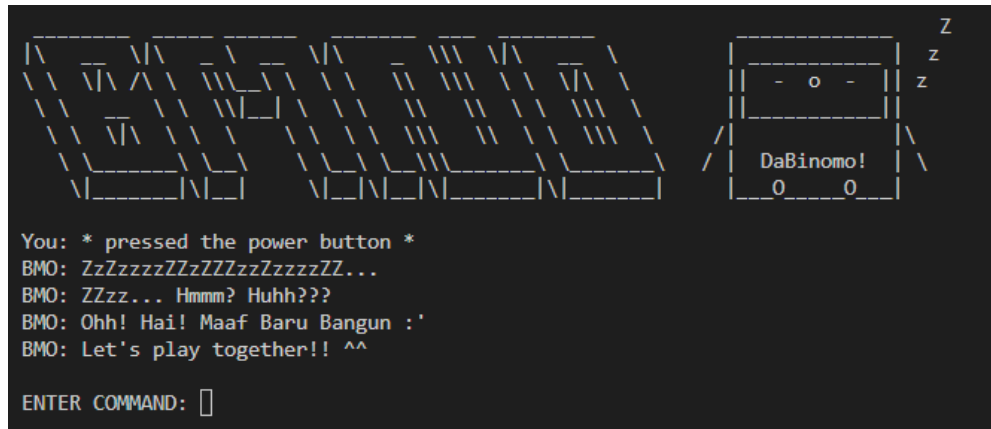 Z
z
z
DaBinomo!
You: * pressed the power button *
BMO: ZzZzzzzZZzZZZzzZzzzzZZ...
BMO: ZZzz... Hmmm? Huhh???
BMO: Ohh! Hai! Maaf Baru Bangun :'
BMO: Let's play together!! ^^
ENTER COMMAND: